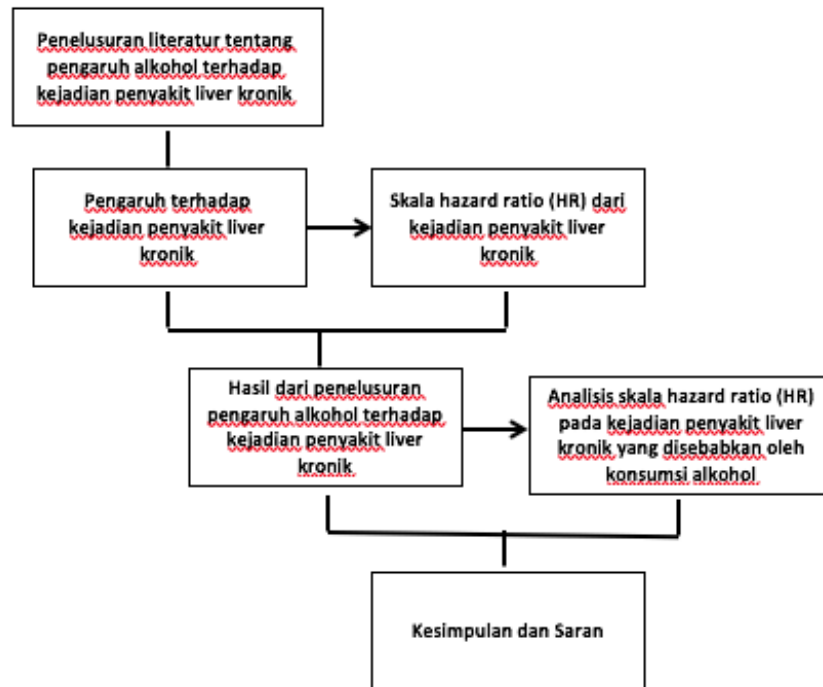 Penelusuran literatur tentang
pengaruh alkohol terhadap
kejadian penyakit liver kronik
Pengaruh terhadap
kejadian penyakit liver
kronik
Skala hazard ratio (HR) dari
kejadian penyakit liver
kronik
Hasil dari penelusuran
pengaruh alkohol terhadap
kejadian penyakit liver
kronik
Analisis skala hazard ratio (HR)
pada kejadian penyakit liver
kronik yang disebabkan oleh
konsumsi alkohol
Kesimpulan dan Saran